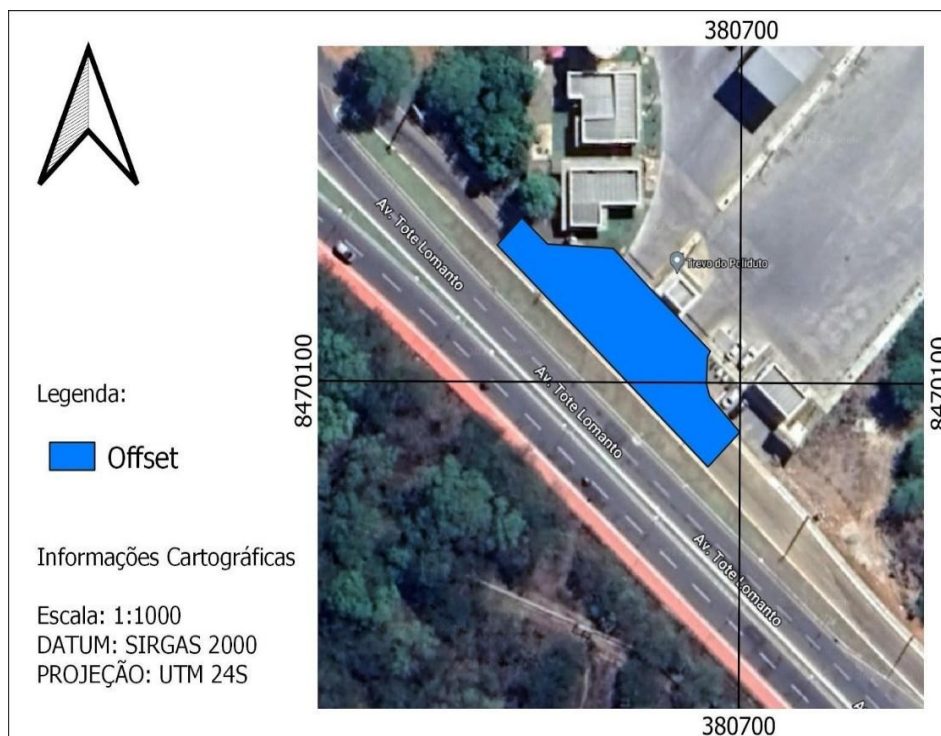 380700
Av. Tote Lomanto
Trevo do Poliduto
8470100
8470100
Legenda:
Av. Tote Lomanto
Offset
Av. Tote Lomanto
Informações Cartográficas
Escala: 1:1000
DATUM: SIRGAS 2000
PROJEÇÃO: UTM 24S
380700